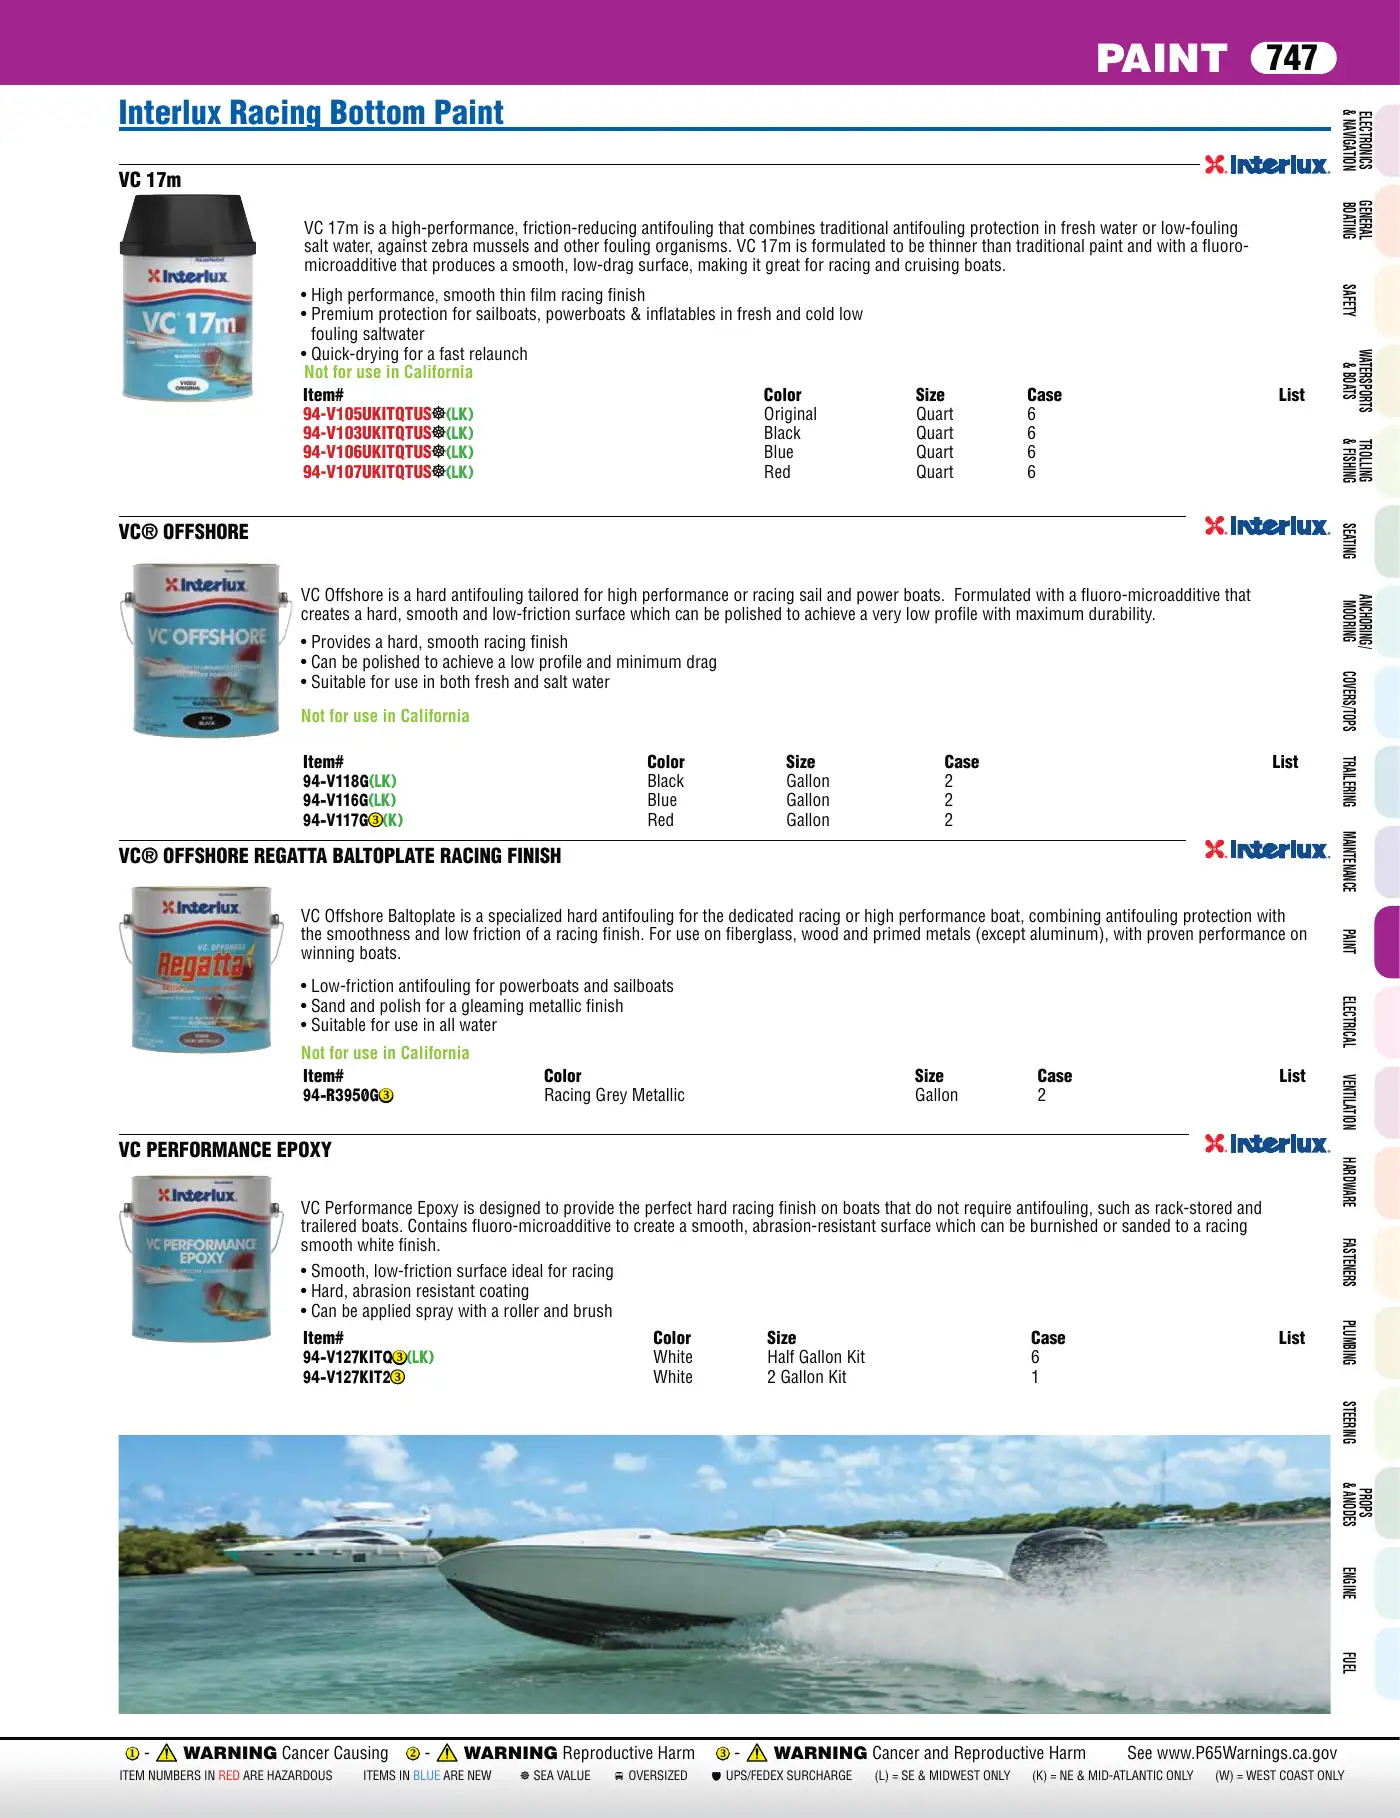 PAINT 747
Interlux Racing Bottom Paint
Interlux
VC 17m
Interlux
VC 17m
V105U
ORIGINAL
VC 17m is a high-performance, friction-reducing antifouling that combines traditional antifouling protection in fresh water or low-fouling
salt water, against zebra mussels and other fouling organisms. VC 17m is formulated to be thinner than traditional paint and with a fluoro-
microadditive that produces a smooth, low-drag surface, making it great for racing and cruising boats.
• High performance, smooth thin film racing finish
• Premium protection for sailboats, powerboats & inflatables in fresh and cold low
fouling saltwater
• Quick-drying for a fast relaunch
Not for use in California
Item# Color Size Case List
94-V105UKITQTUS☸(LK) Original Quart 6
94-V103UKITQTUS☸(LK) Black Quart 6
94-V106UKITQTUS☸(LK) Blue Quart 6
94-V107UKITQTUS☸(LK) Red Quart 6
Interlux
VC® OFFSHORE
Interlux
VC OFFSHORE
BLACK
VC Offshore is a hard antifouling tailored for high performance or racing sail and power boats. Formulated with a fluoro-microadditive that
creates a hard, smooth and low-friction surface which can be polished to achieve a very low profile with maximum durability.
• Provides a hard, smooth racing finish
• Can be polished to achieve a low profile and minimum drag
• Suitable for use in both fresh and salt water
Not for use in California
Item# Color Size Case List
94-V118G(LK) Black Gallon 2
94-V116G(LK) Blue Gallon 2
94-V117G3(K) Red Gallon 2
Interlux
VC® OFFSHORE REGATTA BALTOPLATE RACING FINISH
Interlux
VC OFFSHORE
Regatta
VC Offshore Baltoplate is a specialized hard antifouling for the dedicated racing or high performance boat, combining antifouling protection with
the smoothness and low friction of a racing finish. For use on fiberglass, wood and primed metals (except aluminum), with proven performance on
winning boats.
• Low-friction antifouling for powerboats and sailboats
• Sand and polish for a gleaming metallic finish
• Suitable for use in all water
Not for use in California
Item# Color Size Case List
94-R3950G3 Racing Grey Metallic Gallon 2
Interlux
VC PERFORMANCE EPOXY
Interlux
VC PERFORMANCE
EPOXY
VC Performance Epoxy is designed to provide the perfect hard racing finish on boats that do not require antifouling, such as rack-stored and
trailered boats. Contains fluoro-microadditive to create a smooth, abrasion-resistant surface which can be burnished or sanded to a racing
smooth white finish.
• Smooth, low-friction surface ideal for racing
• Hard, abrasion resistant coating
• Can be applied spray with a roller and brush
Item# Color Size Case List
94-V127KITQ3(LK) White Half Gallon Kit 6
94-V127KIT23 White 2 Gallon Kit 1
ELECTRONICS
& NAVIGATION
GENERAL
BOATING
SAFETY
WATERSPORTS
& BOATS
TROLLING
& FISHING
SEATING
ANCHORING/
MOORING
COVERS/TOPS
TRAILERING
MAINTENANCE
PAINT
ELECTRICAL
VENTILATION
HARDWARE
FASTENERS
PLUMBING
STEERING
PROPS
& ANODES
ENGINE
FUEL
1 - ⚠ WARNING Cancer Causing 2 - ⚠ WARNING Reproductive Harm 3 - ⚠ WARNING Cancer and Reproductive Harm See www.P65Warnings.ca.gov
ITEM NUMBERS IN RED ARE HAZARDOUS ITEMS IN BLUE ARE NEW ☸ SEA VALUE OVERSIZED UPS/FEDEX SURCHARGE (L) = SE & MIDWEST ONLY (K) = NE & MID-ATLANTIC ONLY (W) = WEST COAST ONLY